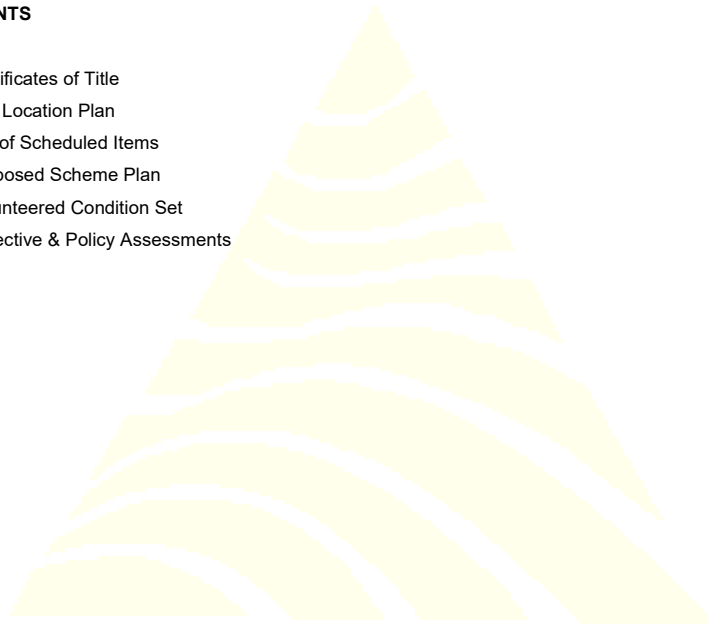 NTS
ificates of Title
Location Plan
of Scheduled Items
posed Scheme Plan
unteered Condition Set
ective & Policy Assessments